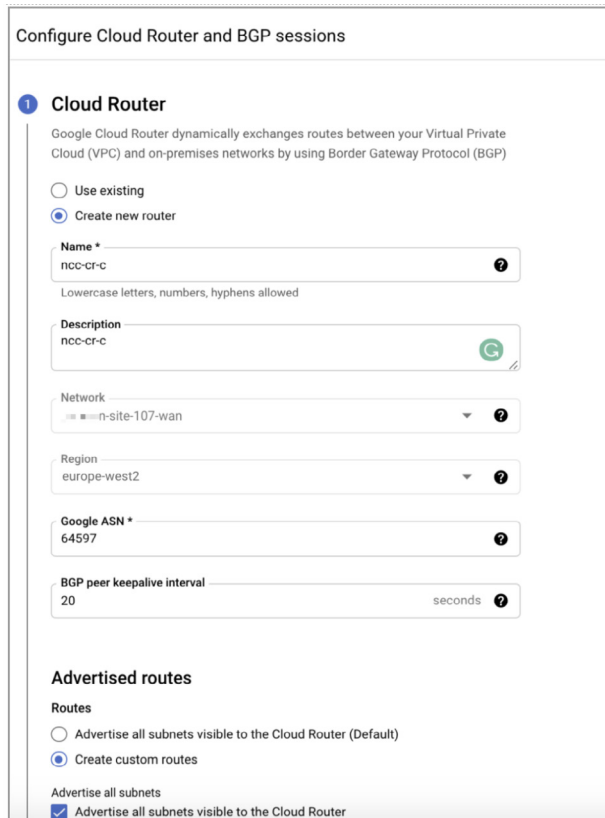 Configure Cloud Router and BGP sessions
1 Cloud Router
Google Cloud Router dynamically exchanges routes between your Virtual Private
Cloud (VPC) and on-premises networks by using Border Gateway Protocol (BGP)
Use existing
Create new router
Name *
ncc-cr-c
Lowercase letters, numbers, hyphens allowed
Description
ncc-cr-c
Network
n-site-107-wan
Region
europe-west2
Google ASN *
64597
BGP peer keepalive interval
20 seconds
Advertised routes
Routes
Advertise all subnets visible to the Cloud Router (Default)
Create custom routes
Advertise all subnets
Advertise all subnets visible to the Cloud Router